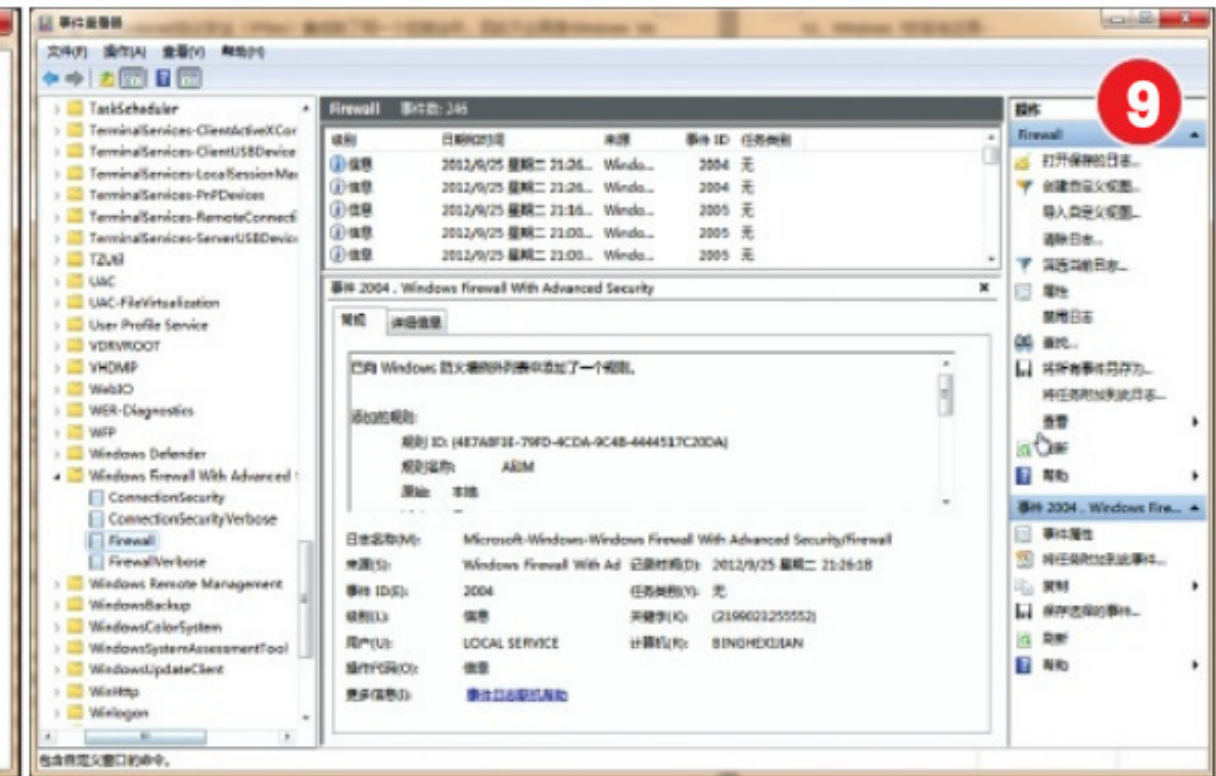 事件查看器
文件(F) 操作(A) 查看(V) 帮助(H)
9
TaskScheduler
TerminalServices-ClientActiveXCor
TerminalServices-ClientUSBDevice
TerminalServices-LocalSessionMar
TerminalServices-PnPDevices
TerminalServices-RemoteConnecti
TerminalServices-ServerUSBDevice
TZUtil
UAC
UAC-FileVirtualization
User Profile Service
VDRVROOT
VHDMP
WebIO
WER-Diagnostics
WFP
Windows Defender
Windows Firewall With Advanced
ConnectionSecurity
ConnectionSecurityVerbose
Firewall
FirewallVerbose
Windows Remote Management
WindowsBackup
WindowsColorSystem
WindowsSystemAssessmentTool
WindowsUpdateClient
WinHttp
Winlogon
Firewall 事件数: 246
级别 日期和时间 来源 事件 ID 任务类别
信息 2012/9/25 星期二 21:26... Windo... 2004 无
信息 2012/9/25 星期二 21:26... Windo... 2004 无
信息 2012/9/25 星期二 21:16... Windo... 2005 无
信息 2012/9/25 星期二 21:00... Windo... 2005 无
信息 2012/9/25 星期二 21:00... Windo... 2005 无
事件 2004 , Windows Firewall With Advanced Security
常规 详细信息
已向 Windows 防火墙例外列表中添加了一个规则。
添加的规则:
规则 ID:
规则名称:
原始: 本地
日志名称(M): Microsoft-Windows-Windows Firewall With Advanced Security/Firewall
来源(S): Windows Firewall With Ad 记录时间(D): 2012/9/25 星期二 21:26:18
事件 ID(E): 2004 任务类别(Y): 无
级别(L): 信息 关键字(K): (2199023255552)
用户(U): LOCAL SERVICE 计算机(R): BINGHEXIJIAN
操作代码(O): 信息
更多信息(I): 事件日志联机帮助
操作
Firewall
打开保存的日志...
创建自定义视图...
导入自定义视图...
清除日志...
筛选当前日志...
属性
禁用日志
查找...
将所有事件另存为...
将任务附加到此日志...
查看
刷新
帮助
事件 2004 , Windows Fire...
事件属性
将任务附加到此事件...
复制
保存选择的事件...
刷新
帮助
包含自定义窗口的命令。